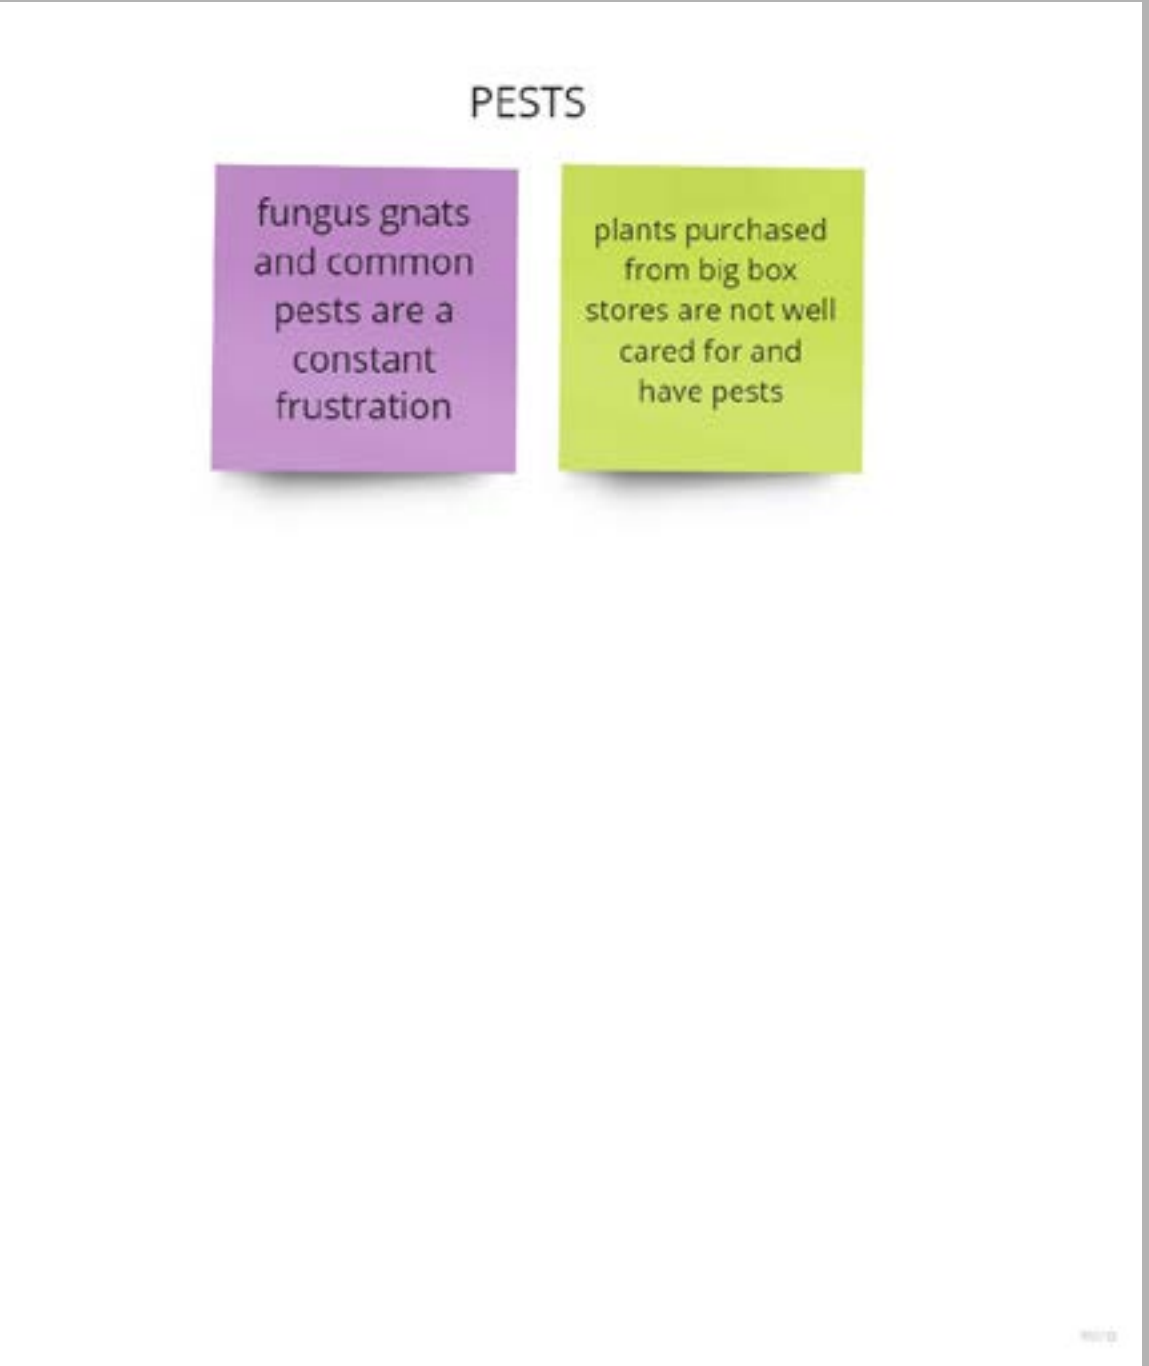 PESTS
fungus gnats
and common
pests are a
constant
frustration
plants purchased
from big box
stores are not well
cared for and
have pests